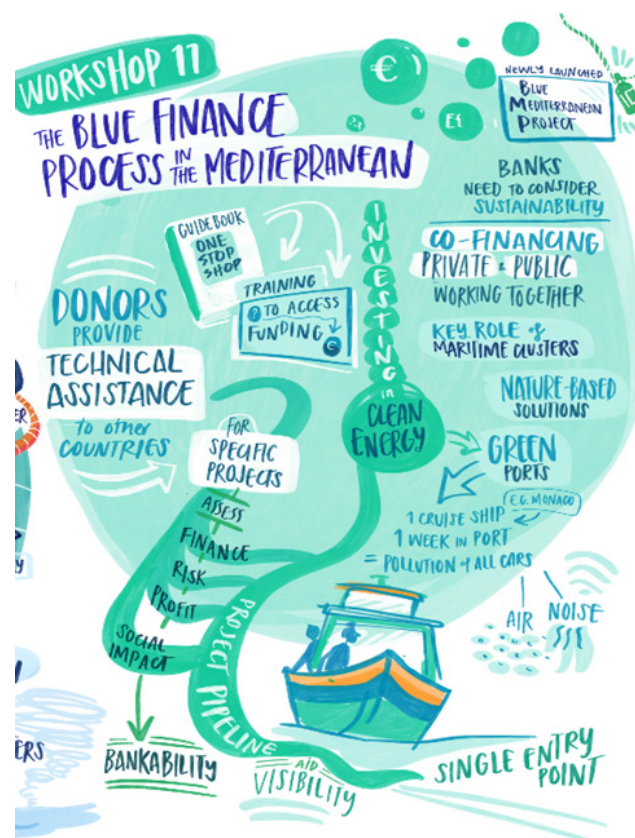 WORKSHOP 11
THE BLUE FINANCE
PROCESS IN THE MEDITERRANEAN
€
E£
NEWLY LAUNCHED
BLUE
MEDITERRANEAN
PROJECT
BANKS
NEED TO CONSIDER
SUSTAINABILITY
CO-FINANCING
PRIVATE & PUBLIC
WORKING TOGETHER
KEY ROLE of
MARITIME CLUSTERS
NATURE-BASED
SOLUTIONS
GUIDEBOOK
ONE
STOP
SHOP
TRAINING
? TO ACCESS
FUNDING €
INVESTING
in
CLEAN
ENERGY
DONORS
PROVIDE
TECHNICAL
ASSISTANCE
to other
COUNTRIES
FOR
SPECIFIC
PROJECTS
ASSESS
FINANCE
RISK
PROFIT
SOCIAL
IMPACT
BANKABILITY
PROJECT PIPELINE
AID
VISIBILITY
SINGLE ENTRY
POINT
GREEN
PORTS
E.G. MONACO
1 CRUISE SHIP
1 WEEK IN PORT
= POLLUTION of ALL CARS
AIR
NOISE
ER
Y
ERS